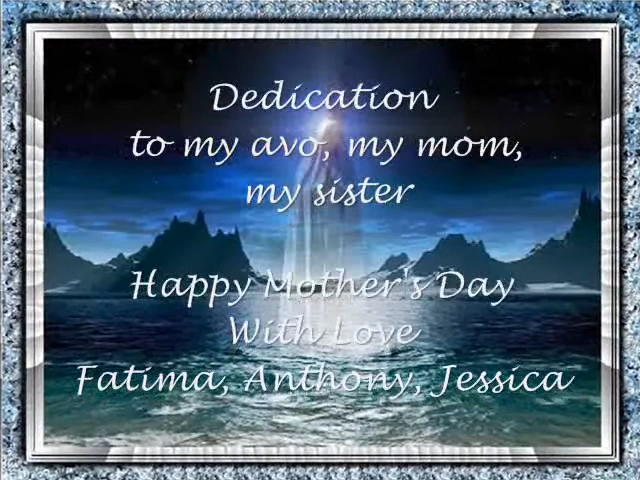 Dedication
to my avo, my mom,
my sister
Happy Mother's Day
With Love
Fatima, Anthony, Jessica